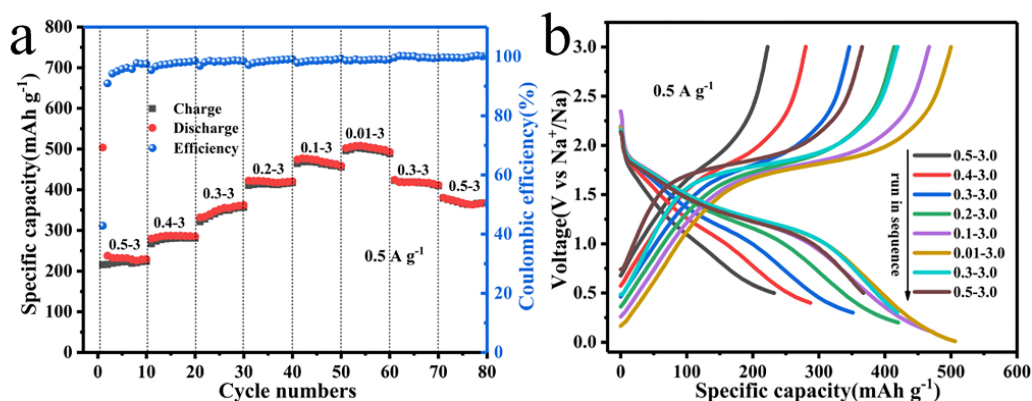 a
Specific capacity(mAh g⁻¹)
800
700
600
500
400
300
200
100
0
0 10 20 30 40 50 60 70 80
Cycle numbers
100
80
60
40
20
0
Coulombic efficiency(%)
Charge
Discharge
Efficiency
0.5-3
0.4-3
0.3-3
0.2-3
0.1-3
0.01-3
0.3-3
0.5-3
0.5 A g⁻¹
b
Voltage(V vs Na⁺/Na)
3.0
2.5
2.0
1.5
1.0
0.5
0.0
0 100 200 300 400 500 600
Specific capacity(mAh g⁻¹)
0.5 A g⁻¹
run in sequence
0.5-3.0
0.4-3.0
0.3-3.0
0.2-3.0
0.1-3.0
0.01-3.0
0.3-3.0
0.5-3.0